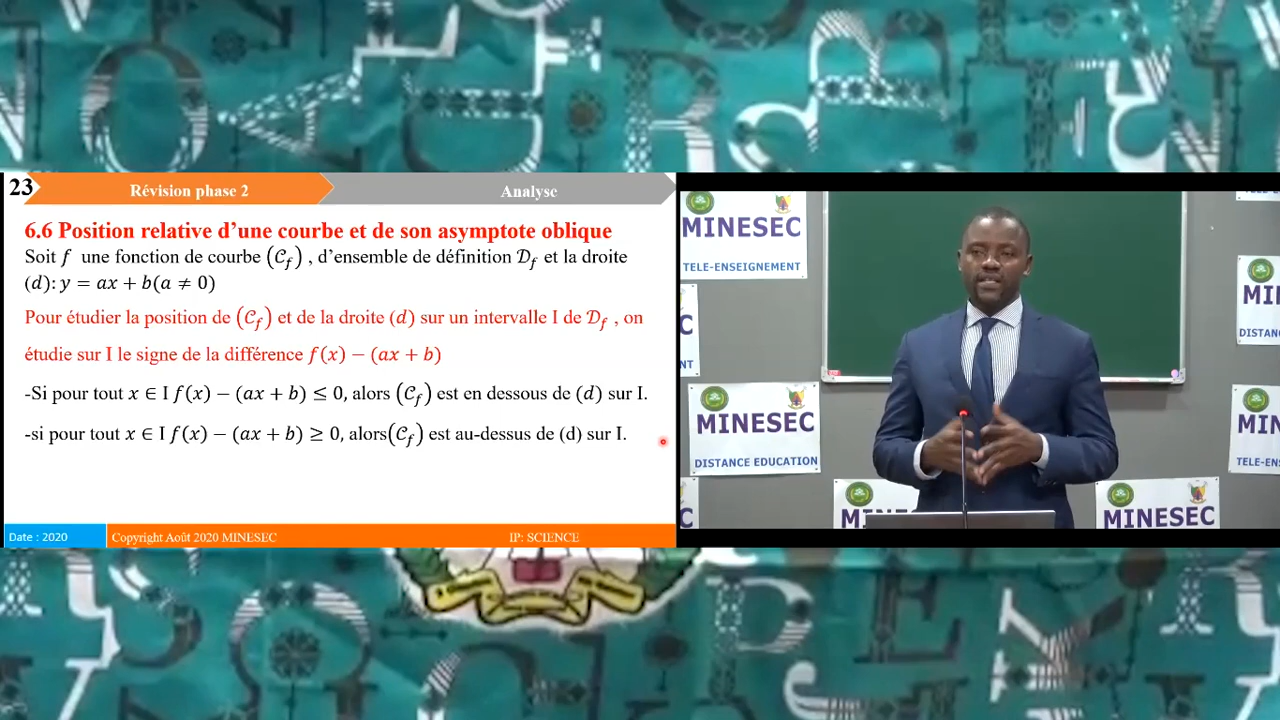 23
Révision phase 2
Analyse
6.6 Position relative d'une courbe et de son asymptote oblique
Soit f une fonction de courbe (𝒞f) , d'ensemble de définition 𝒟f et la droite
(d): y = ax + b(a ≠ 0)
Pour étudier la position de (𝒞f) et de la droite (d) sur un intervalle I de 𝒟f , on
étudie sur I le signe de la différence f(x) − (ax + b)
-Si pour tout x ∈ I f(x) − (ax + b) ≤ 0, alors (𝒞f) est en dessous de (d) sur I.
-si pour tout x ∈ I f(x) − (ax + b) ≥ 0, alors(𝒞f) est au-dessus de (d) sur I.
Date : 2020
Copyright Août 2020 MINESEC
IP: SCIENCE
MINESEC
TELE-ENSEIGNEMENT
MINESEC
DISTANCE EDUCATION
MINESEC